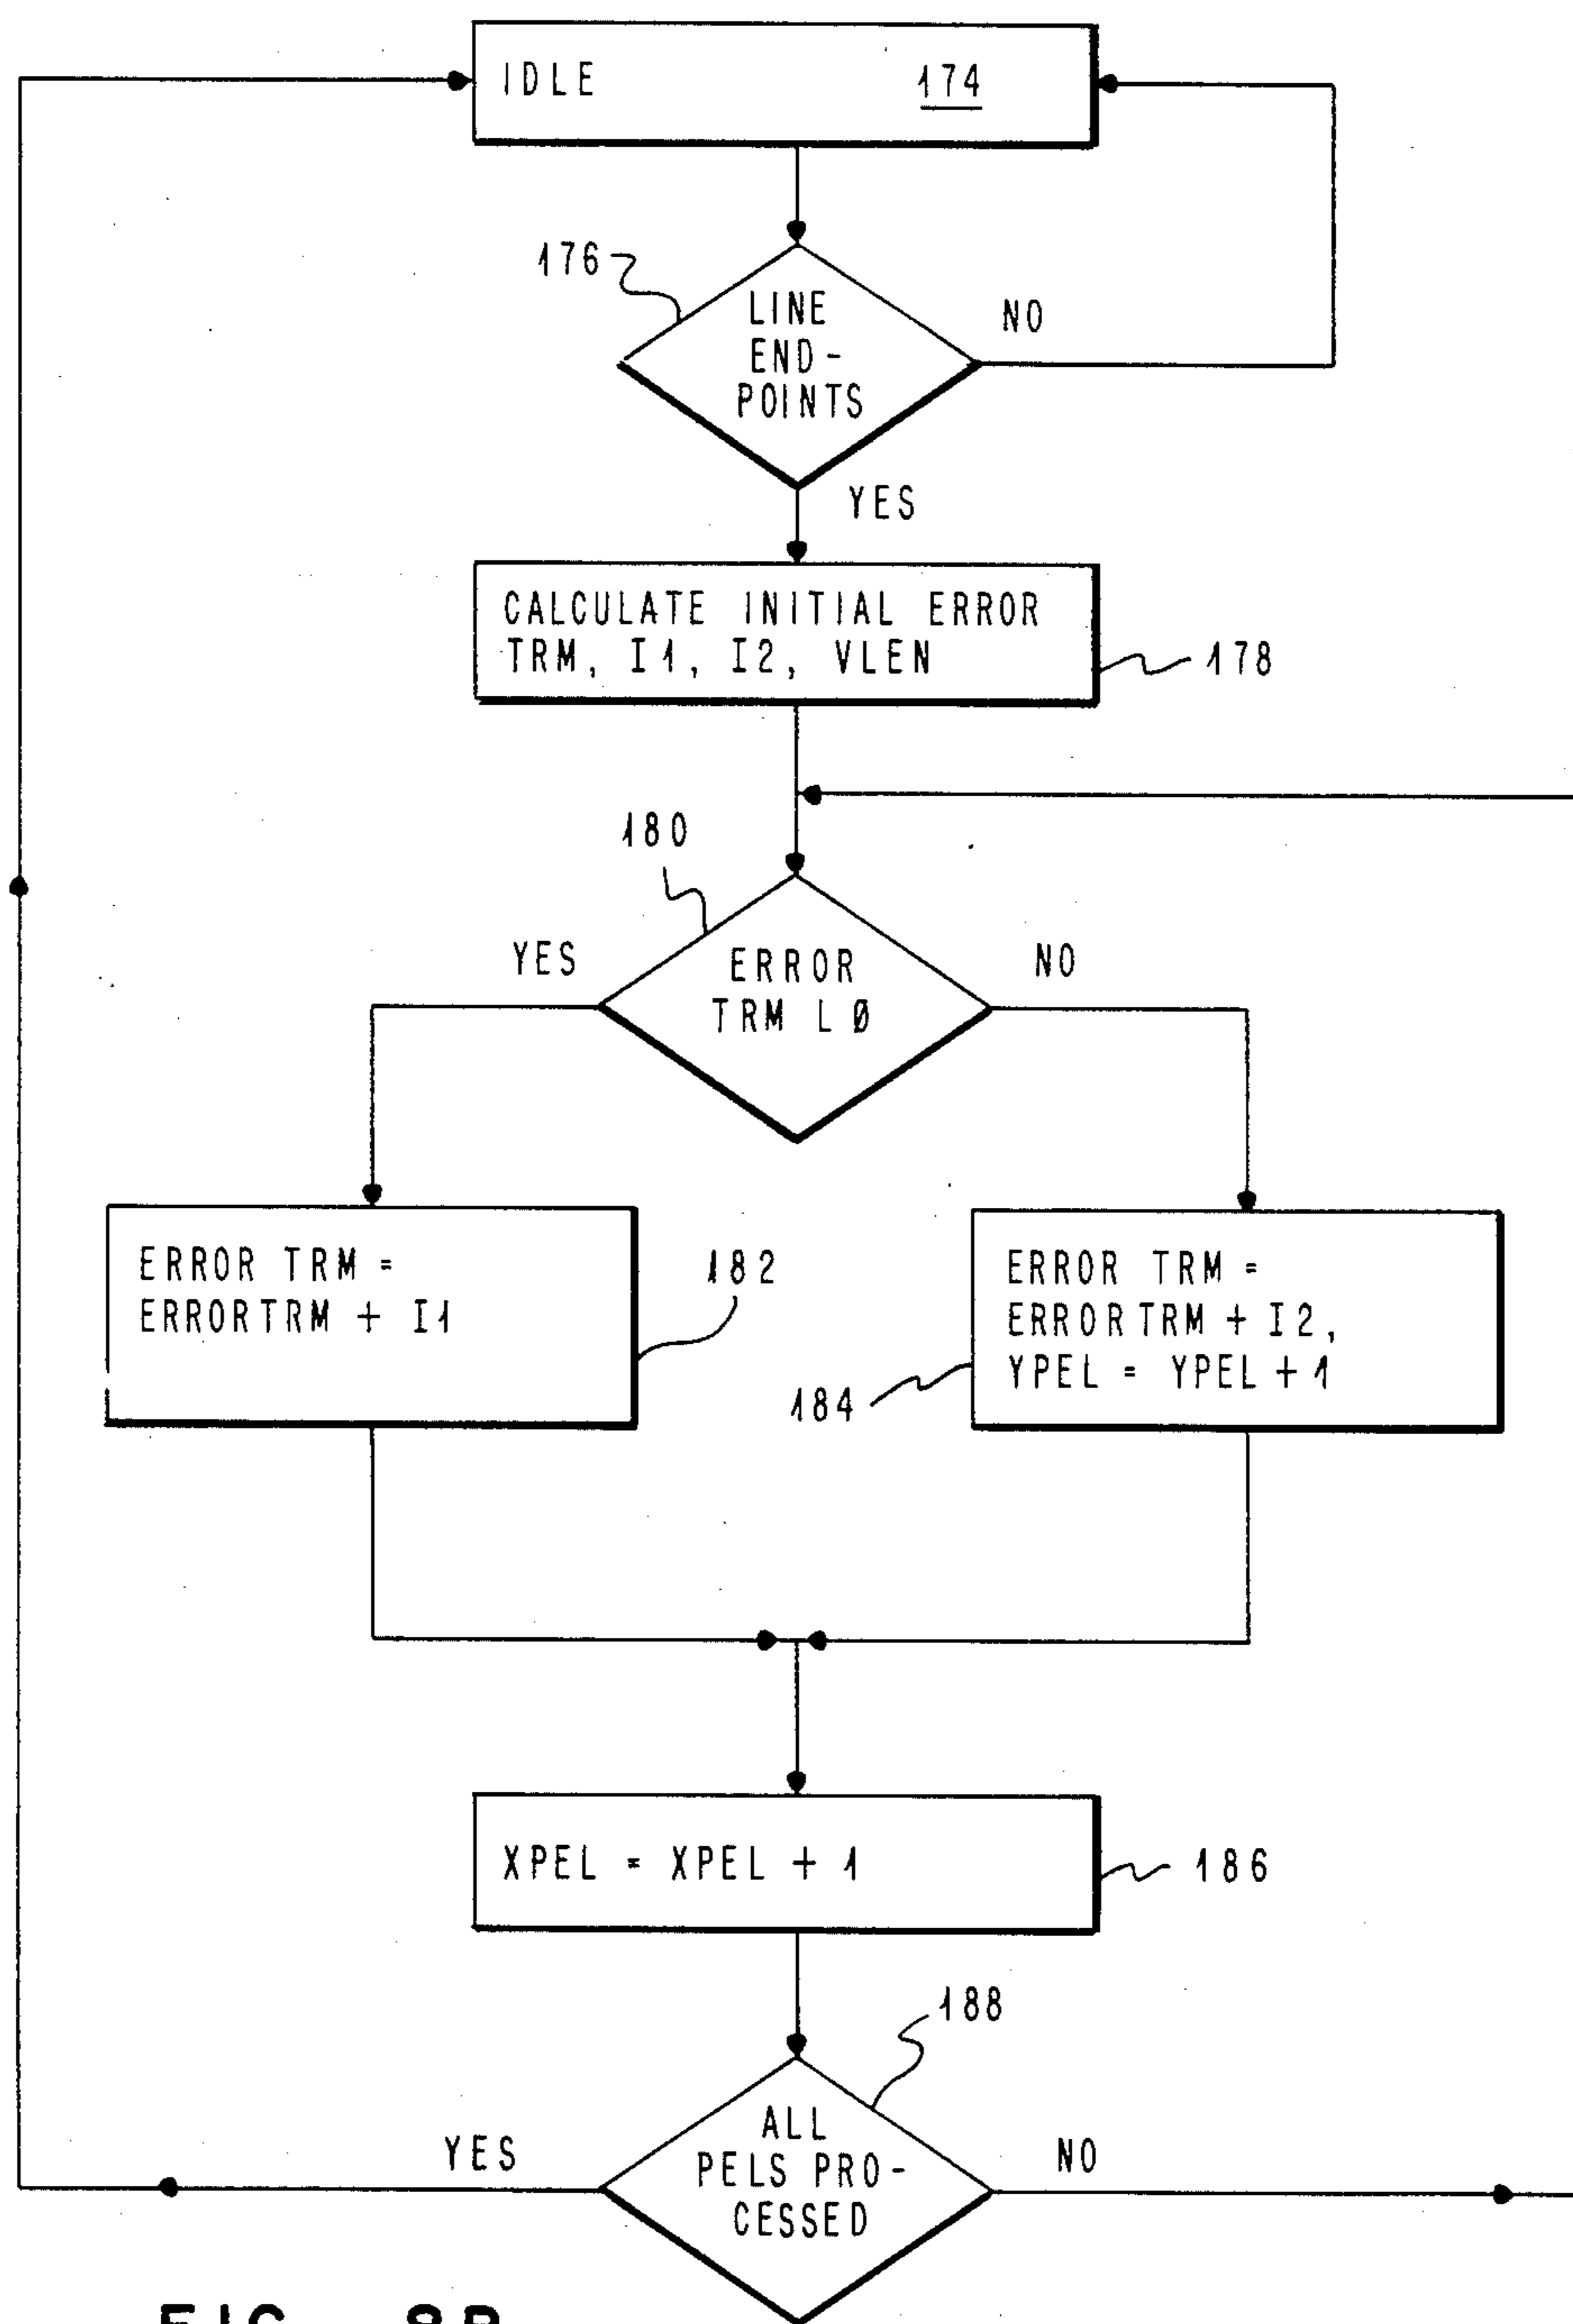 IDLE 174
176
LINE
END-
POINTS
NO
YES
CALCULATE INITIAL ERROR
TRM, I1, I2, VLEN
178
180
YES
ERROR
TRM L Ø
NO
ERROR TRM =
ERRORTRM + I1
182
ERROR TRM =
ERRORTRM + I2,
YPEL = YPEL + 1
184
XPEL = XPEL + 1
186
188
YES
ALL
PELS PRO-
CESSED
NO
FIG. 8B